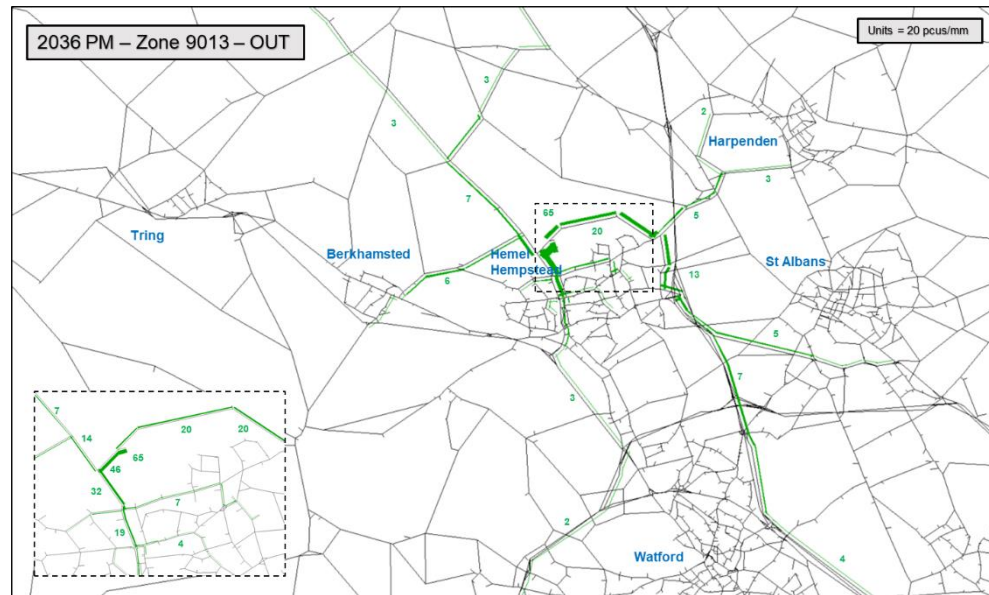 2036 PM – Zone 9013 – OUT
Units = 20 pcus/mm
3
2
3
Harpenden
3
7
65
20
5
Tring
Berkhamsted
Hemel
Hempstead
St Albans
6
13
5
7
3
7
14
20
20
65
46
32
7
19
4
2
Watford
4